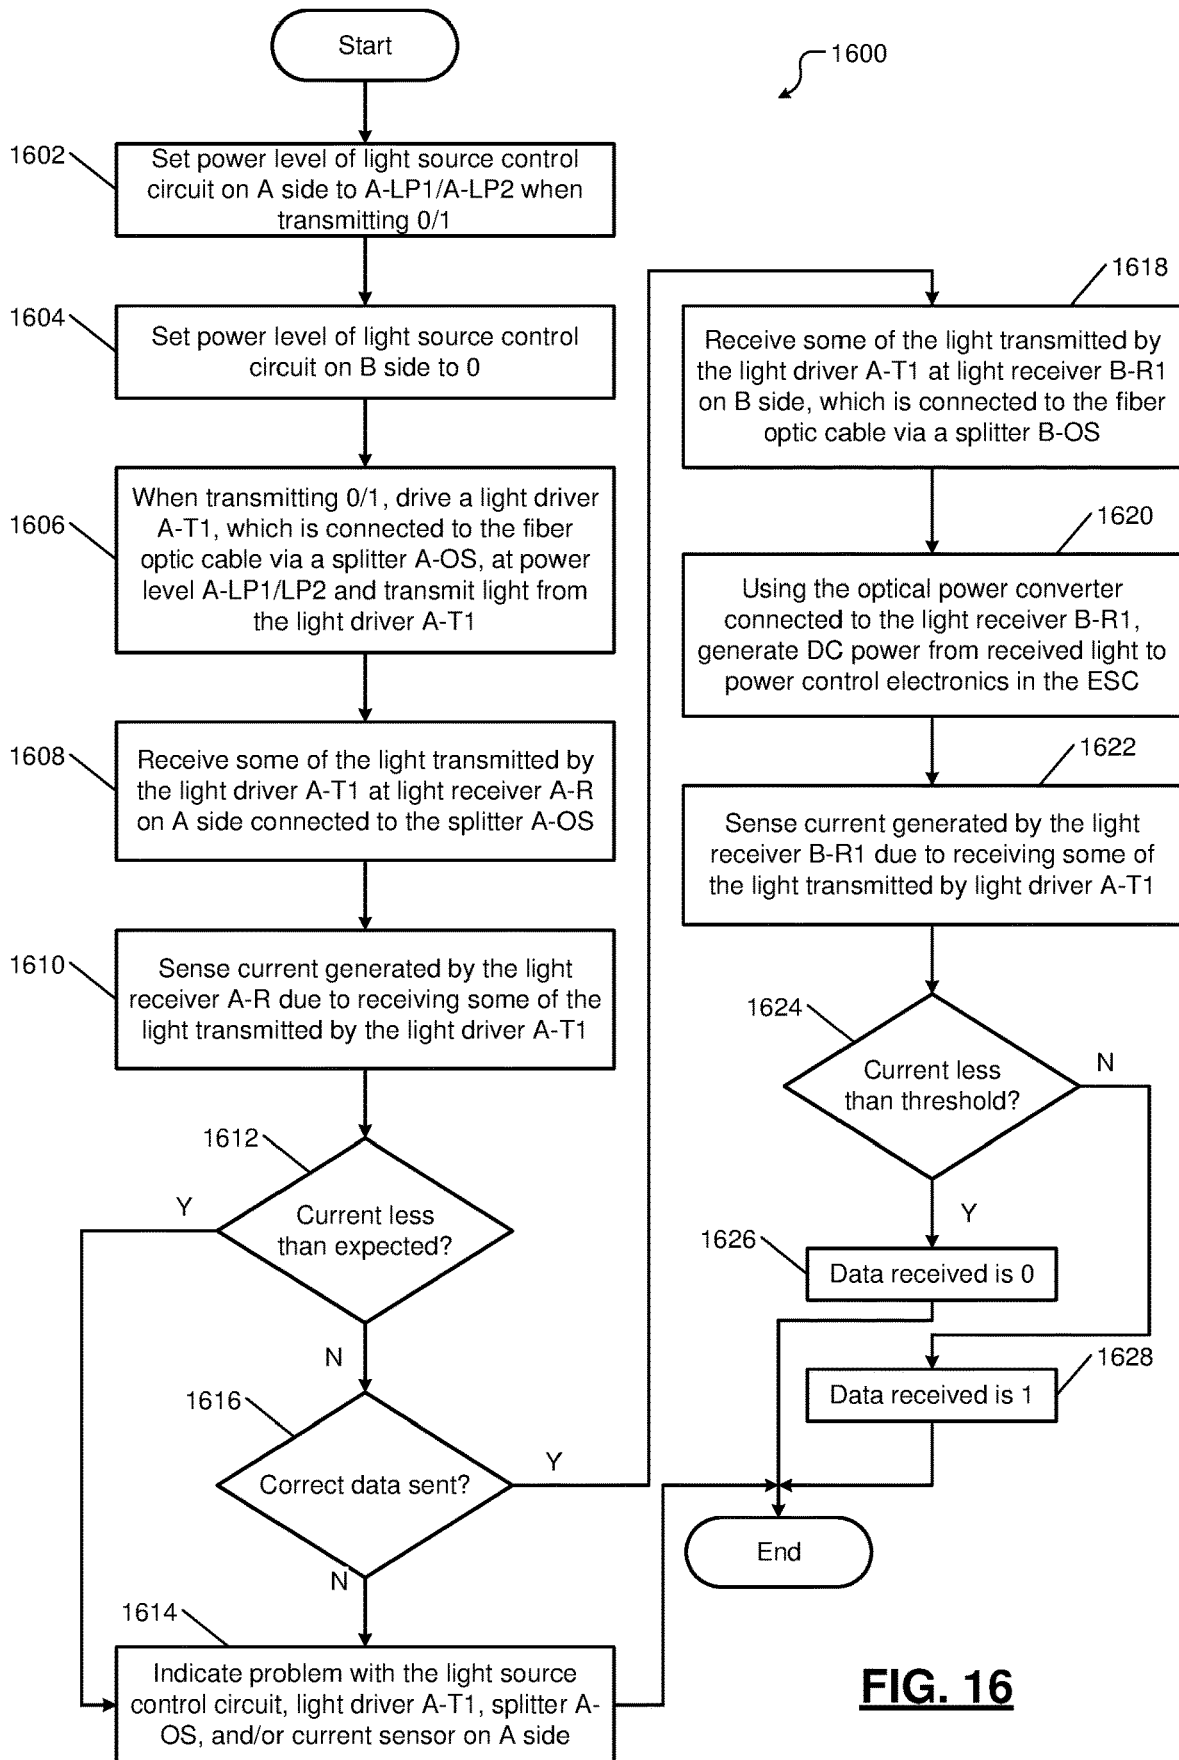 Start
1600
1602
Set power level of light source control
circuit on A side to A-LP1/A-LP2 when
transmitting 0/1
1604
Set power level of light source control
circuit on B side to 0
1606
When transmitting 0/1, drive a light driver
A-T1, which is connected to the fiber
optic cable via a splitter A-OS, at power
level A-LP1/LP2 and transmit light from
the light driver A-T1
1608
Receive some of the light transmitted by
the light driver A-T1 at light receiver A-R
on A side connected to the splitter A-OS
1610
Sense current generated by the light
receiver A-R due to receiving some of the
light transmitted by the light driver A-T1
1612
Y
Current less
than expected?
N
1616
Correct data sent?
Y
N
1614
Indicate problem with the light source
control circuit, light driver A-T1, splitter A-
OS, and/or current sensor on A side
1618
Receive some of the light transmitted by
the light driver A-T1 at light receiver B-R1
on B side, which is connected to the fiber
optic cable via a splitter B-OS
1620
Using the optical power converter
connected to the light receiver B-R1,
generate DC power from received light to
power control electronics in the ESC
1622
Sense current generated by the light
receiver B-R1 due to receiving some of
the light transmitted by light driver A-T1
1624
Current less
than threshold?
N
Y
1626
Data received is 0
1628
Data received is 1
End
FIG. 16